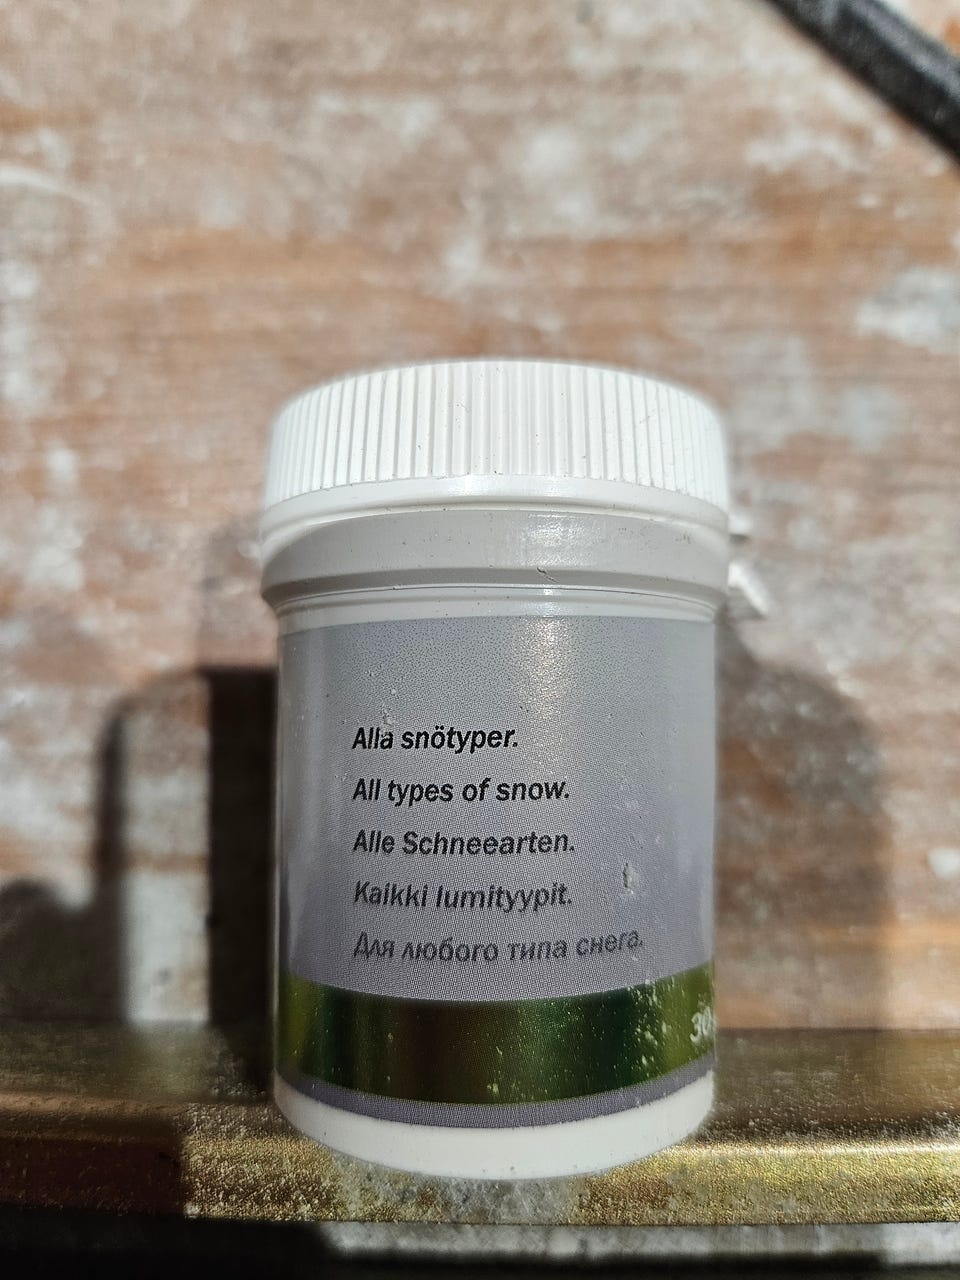 Alla snötyper.
All types of snow.
Alle Schneearten.
Kaikki lumityypit.
Для любого типа снега.